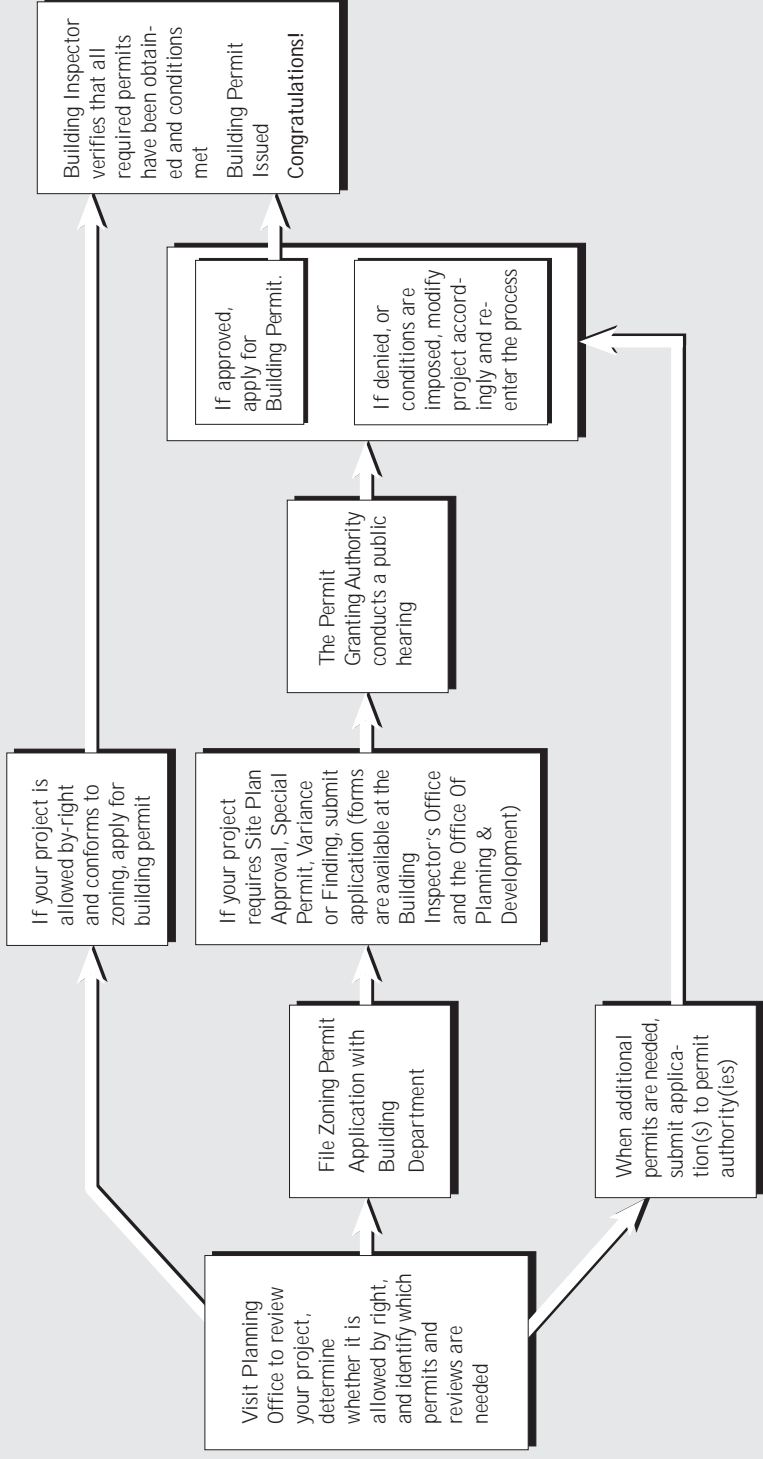 Visit Planning
Office to review
your project,
determine
whether it is
allowed by right,
and identify which
permits and
reviews are
needed
If your project is
allowed by-right
and conforms to
zoning, apply for
building permit
File Zoning Permit
Application with
Building
Department
If your project
requires Site Plan
Approval, Special
Permit, Variance
or Finding, submit
application (forms
are available at the
Building
Inspector's Office
and the Office Of
Planning &
Development)
The Permit
Granting Authority
conducts a public
hearing
When additional
permits are needed,
submit applica-
tion(s) to permit
authority(ies)
If approved,
apply for
Building Permit.
If denied, or
conditions are
imposed, modify
project accord-
ingly and re-
enter the process
Building Inspector
verifies that all
required permits
have been obtain-
ed and conditions
met
Building Permit
Issued
Congratulations!